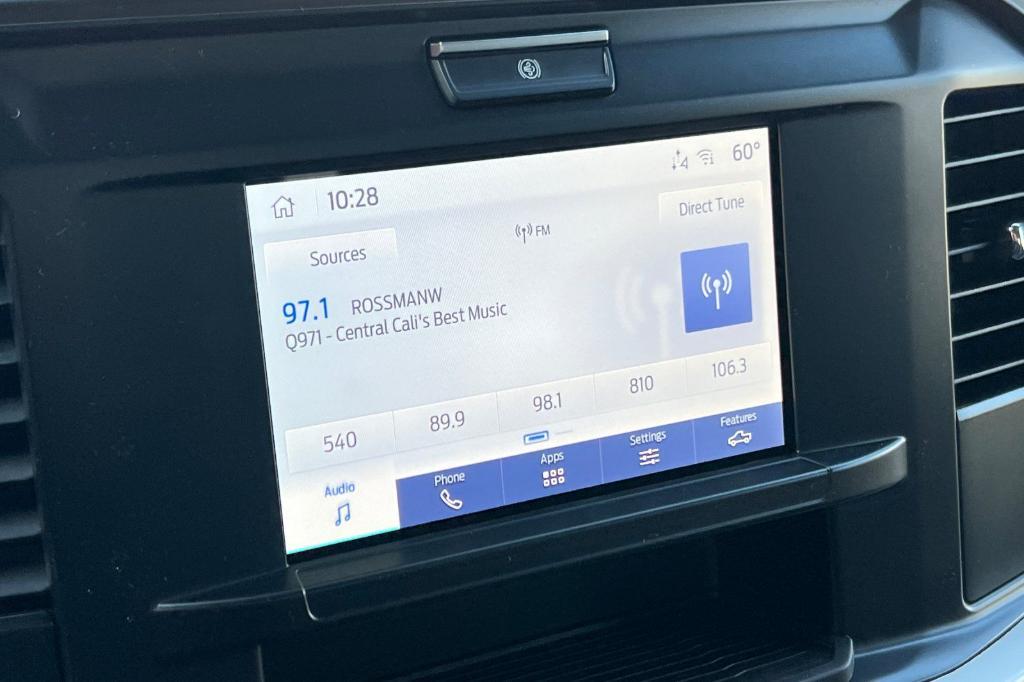 10:28
4
60°
Sources
FM
Direct Tune
97.1 ROSSMANW
Q971 - Central Cali's Best Music
540 89.9 98.1 810 106.3
Audio Phone Apps Settings Features